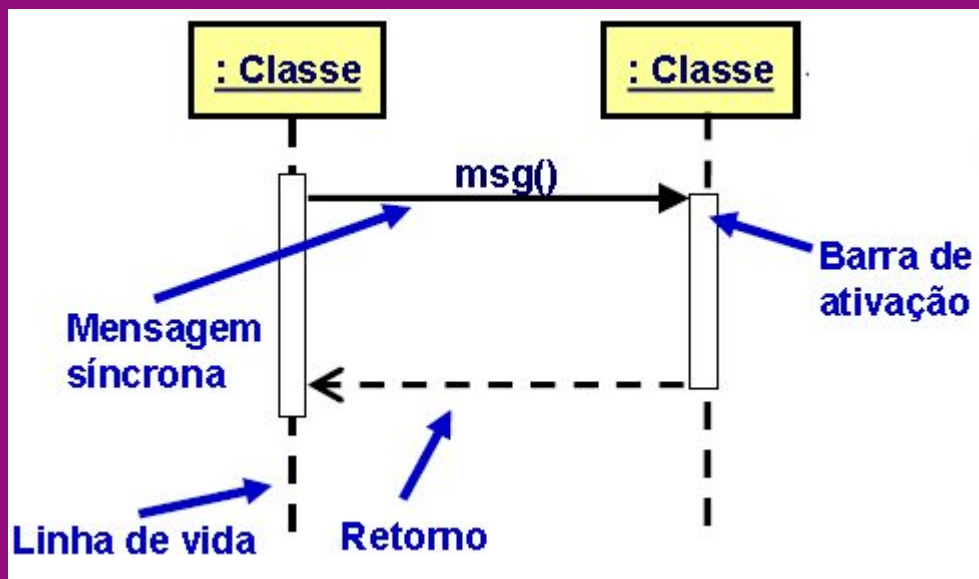 : Classe
: Classe
msg()
Barra de
ativação
Mensagem
síncrona
Linha de vida
Retorno